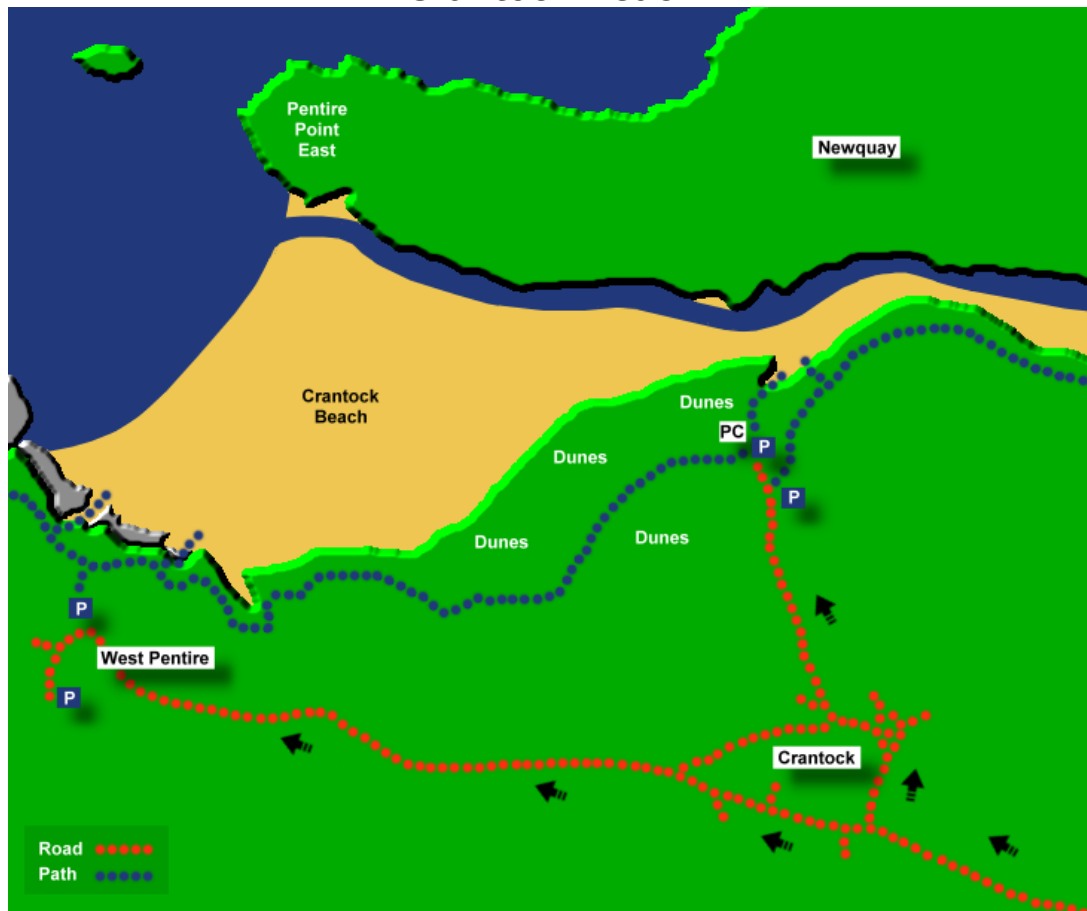 Pentire
Point
East
Newquay
Crantock
Beach
Dunes
PC
P
Dunes
P
Dunes
Dunes
P
West Pentire
P
Crantock
Road
Path